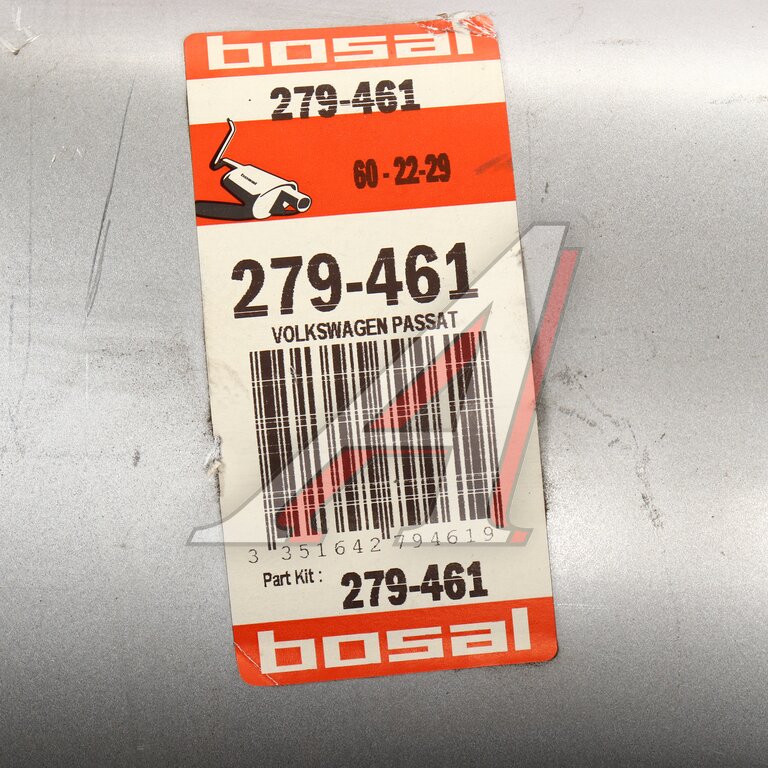 bosal
279-461
60 - 22-29
279-461
VOLKSWAGEN PASSAT
3 351642 794619
Part Kit : 279-461
bosal